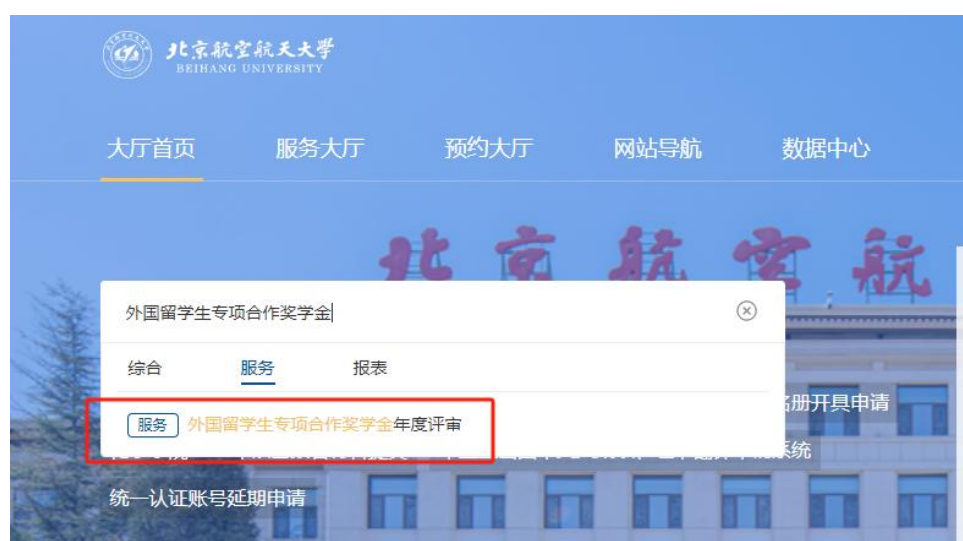 北京航空航天大學
BEIHANG UNIVERSITY
大厅首页 服务大厅 预约大厅 网站导航 数据中心
北京航空航
外国留学生专项合作奖学金
综合 服务 报表
服务 外国留学生专项合作奖学金年度评审
册开具申请
系统
统一认证账号延期申请